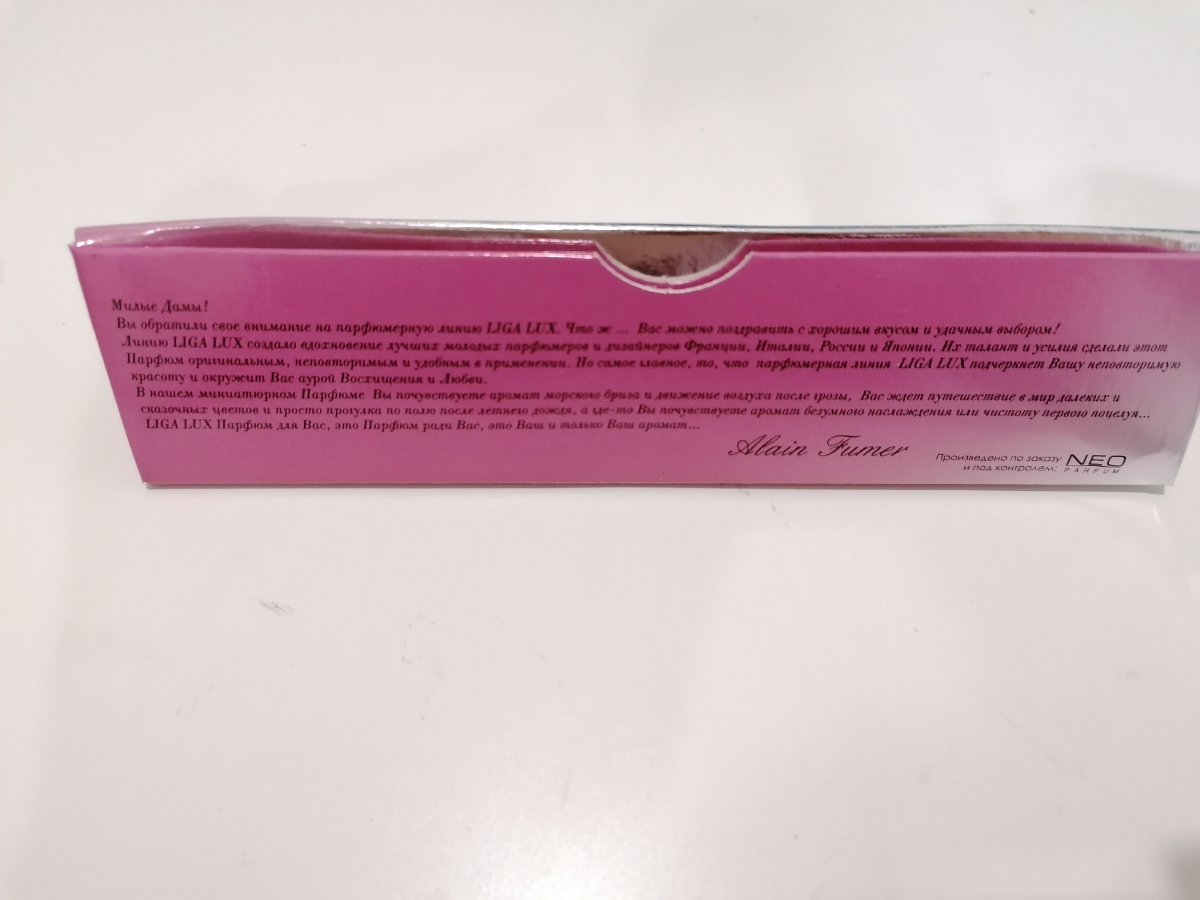 Милые Дамы!
Вы обратили свое внимание на парфюмерную линию LIGA LUX. Что ж ... Вас можно поздравить с хорошим вкусом и удачным выбором!
Линию LIGA LUX создало вдохновение лучших молодых парфюмеров и дизайнеров Франции, Италии, России и Японии. Их талант и усилия сделали этот
Парфюм оригинальным, неповторимым и удобным в применении. Но самое главное, то, что парфюмерная линия LIGA LUX подчеркнет Вашу неповторимую
красоту и окружит Вас аурой Восхищения и Любви.
В нашем миниатюрном Парфюме Вы почувствуете аромат морского бриза и движение воздуха после грозы, Вас ждет путешествие в мир далеких и
сказочных цветов и просто прогулка по полю после летнего дождя, а где-то Вы почувствуете аромат безумного наслаждения или чистоту первого поцелуя...
LIGA LUX Парфюм для Вас, это Парфюм ради Вас, это Ваш и только Ваш аромат...
Alain Fumer
Произведено по заказу
и под контролем:
NEO
PARFUM